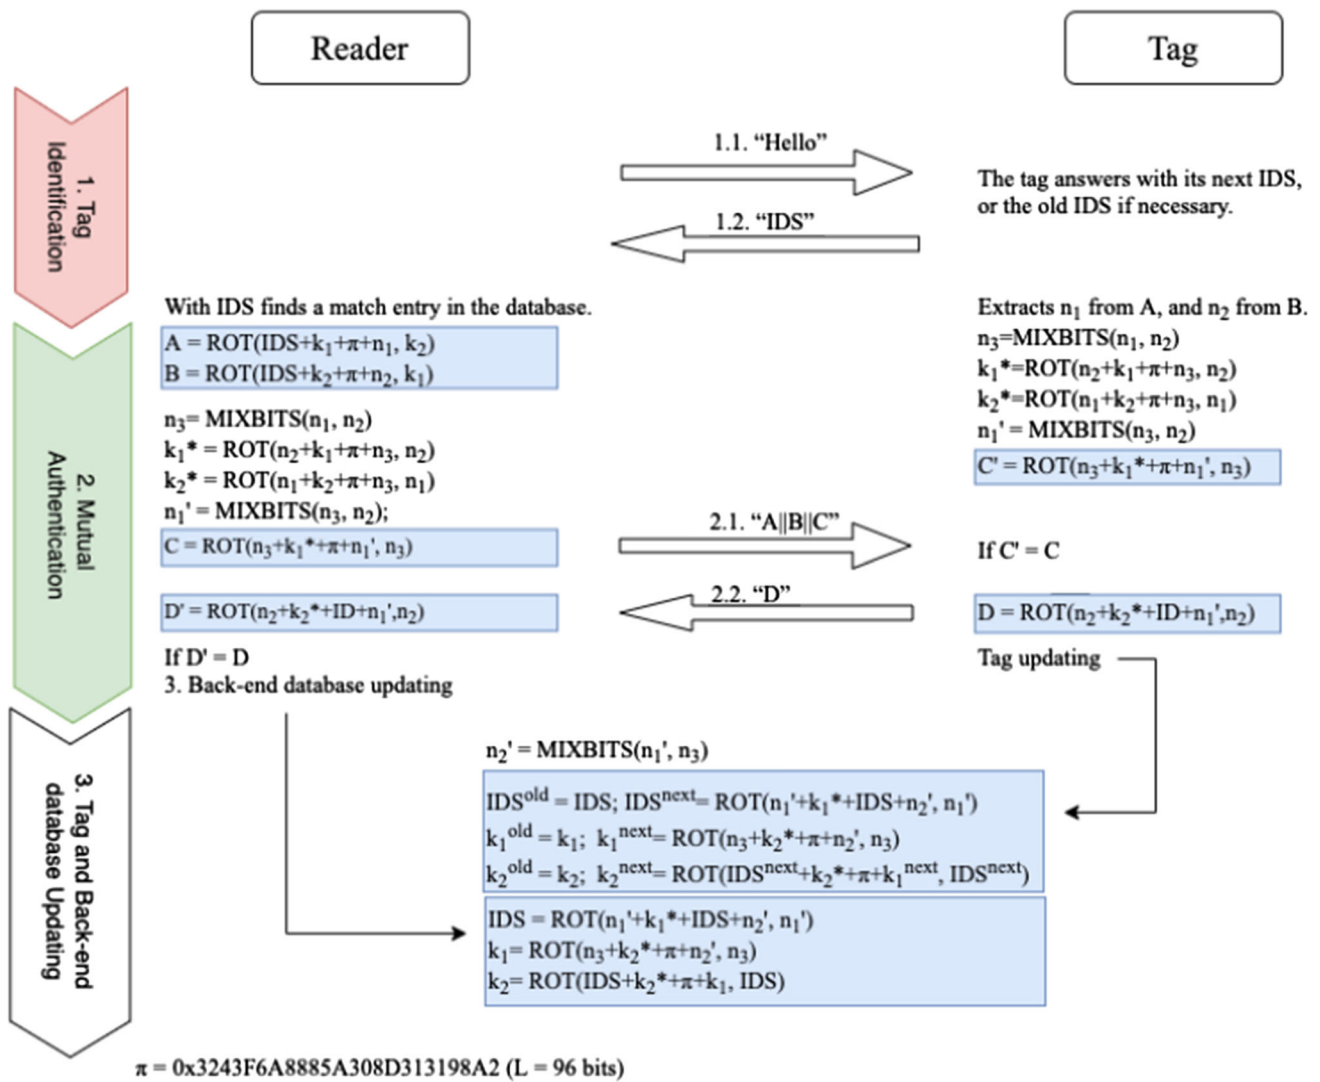 Reader
Tag
1. Tag
Identification
1.1. “Hello”
The tag answers with its next IDS,
or the old IDS if necessary.
1.2. “IDS”
2. Mutual
Authentication
With IDS finds a match entry in the database.
A = ROT(IDS+k₁+π+n₁, k₂)
B = ROT(IDS+k₂+π+n₂, k₁)
n₃= MIXBITS(n₁, n₂)
k₁* = ROT(n₂+k₁+π+n₃, n₂)
k₂* = ROT(n₁+k₂+π+n₃, n₁)
n₁' = MIXBITS(n₃, n₂);
C = ROT(n₃+k₁*+π+n₁', n₃)
D' = ROT(n₂+k₂*+ID+n₁',n₂)
If D' = D
3. Back-end database updating
2.1. “A||B||C”
2.2. “D”
Extracts n₁ from A, and n₂ from B.
n₃=MIXBITS(n₁, n₂)
k₁*=ROT(n₂+k₁+π+n₃, n₂)
k₂*=ROT(n₁+k₂+π+n₃, n₁)
n₁' = MIXBITS(n₃, n₂)
C' = ROT(n₃+k₁*+π+n₁', n₃)
If C' = C
D = ROT(n₂+k₂*+ID+n₁',n₂)
Tag updating
3. Tag and Back-end
database Updating
n₂' = MIXBITS(n₁', n₃)
IDSᵒˡᵈ = IDS; IDSⁿᵉˣᵗ= ROT(n₁'+k₁*+IDS+n₂', n₁')
k₁ᵒˡᵈ = k₁; k₁ⁿᵉˣᵗ= ROT(n₃+k₂*+π+n₂', n₃)
k₂ᵒˡᵈ = k₂; k₂ⁿᵉˣᵗ= ROT(IDSⁿᵉˣᵗ+k₂*+π+k₁ⁿᵉˣᵗ, IDSⁿᵉˣᵗ)
IDS = ROT(n₁'+k₁*+IDS+n₂', n₁')
k₁= ROT(n₃+k₂*+π+n₂', n₃)
k₂= ROT(IDS+k₂*+π+k₁, IDS)
π = 0x3243F6A8885A308D313198A2 (L = 96 bits)